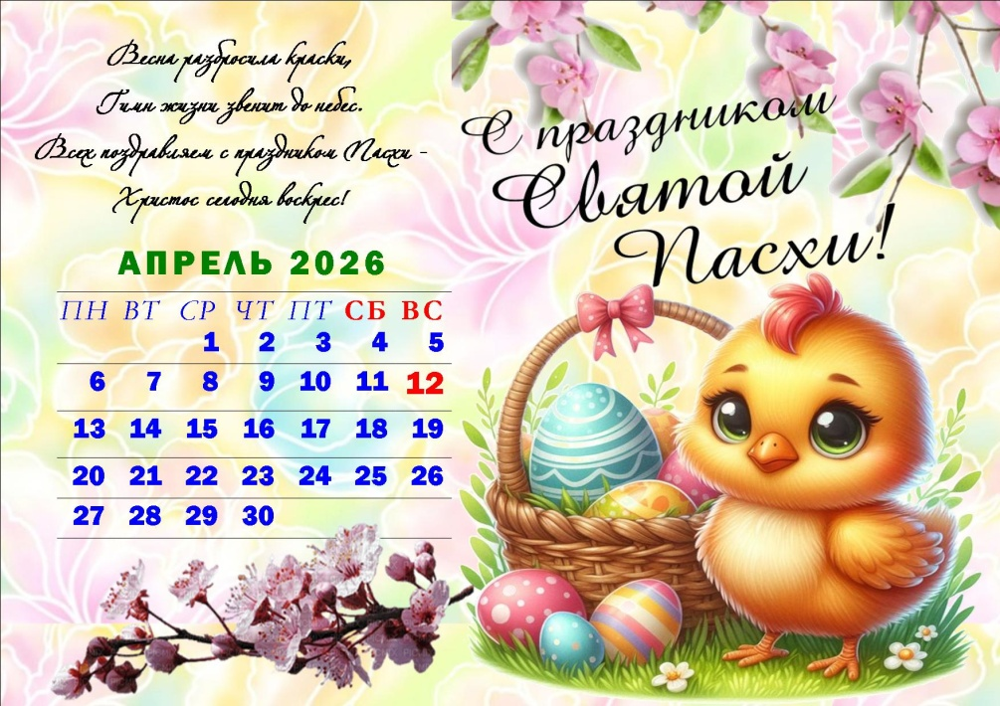 Весна разбросила краски,
Гимн жизни звенит до небес.
Всех поздравляем с праздником Пасхи -
Христос сегодня воскрес!
АПРЕЛЬ 2026
ПН ВТ СР ЧТ ПТ СБ ВС
1 2 3 4 5
6 7 8 9 10 11 12
13 14 15 16 17 18 19
20 21 22 23 24 25 26
27 28 29 30
С праздником
Святой
Пасхи!